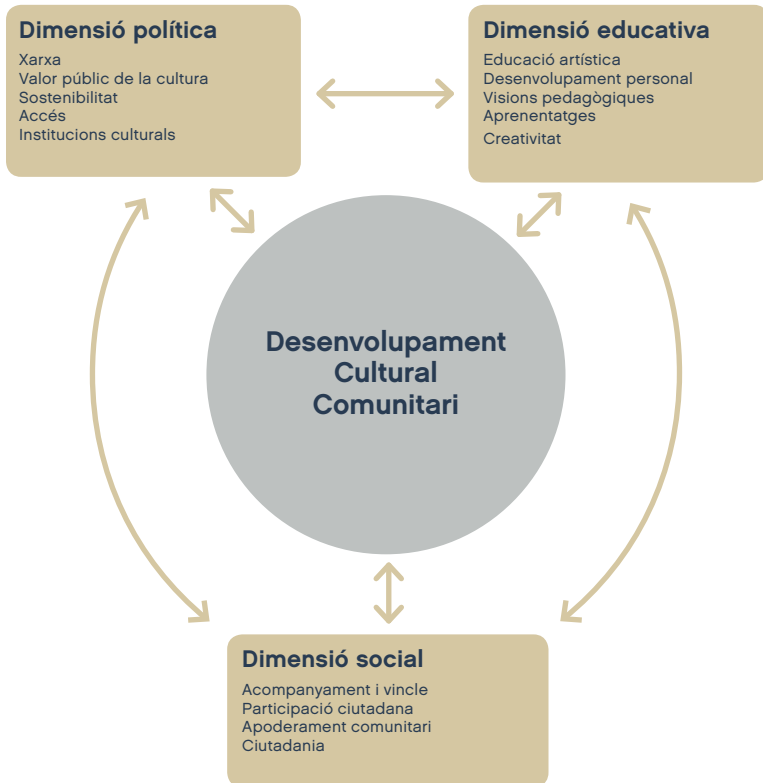 Dimensió política
Xarxa
Valor públic de la cultura
Sostenibilitat
Accés
Institucions culturals
Dimensió educativa
Educació artística
Desenvolupament personal
Visions pedagògiques
Aprenentatges
Creativitat
Desenvolupament
Cultural
Comunitari
Dimensió social
Acompanyament i vincle
Participació ciutadana
Apoderament comunitari
Ciutadania